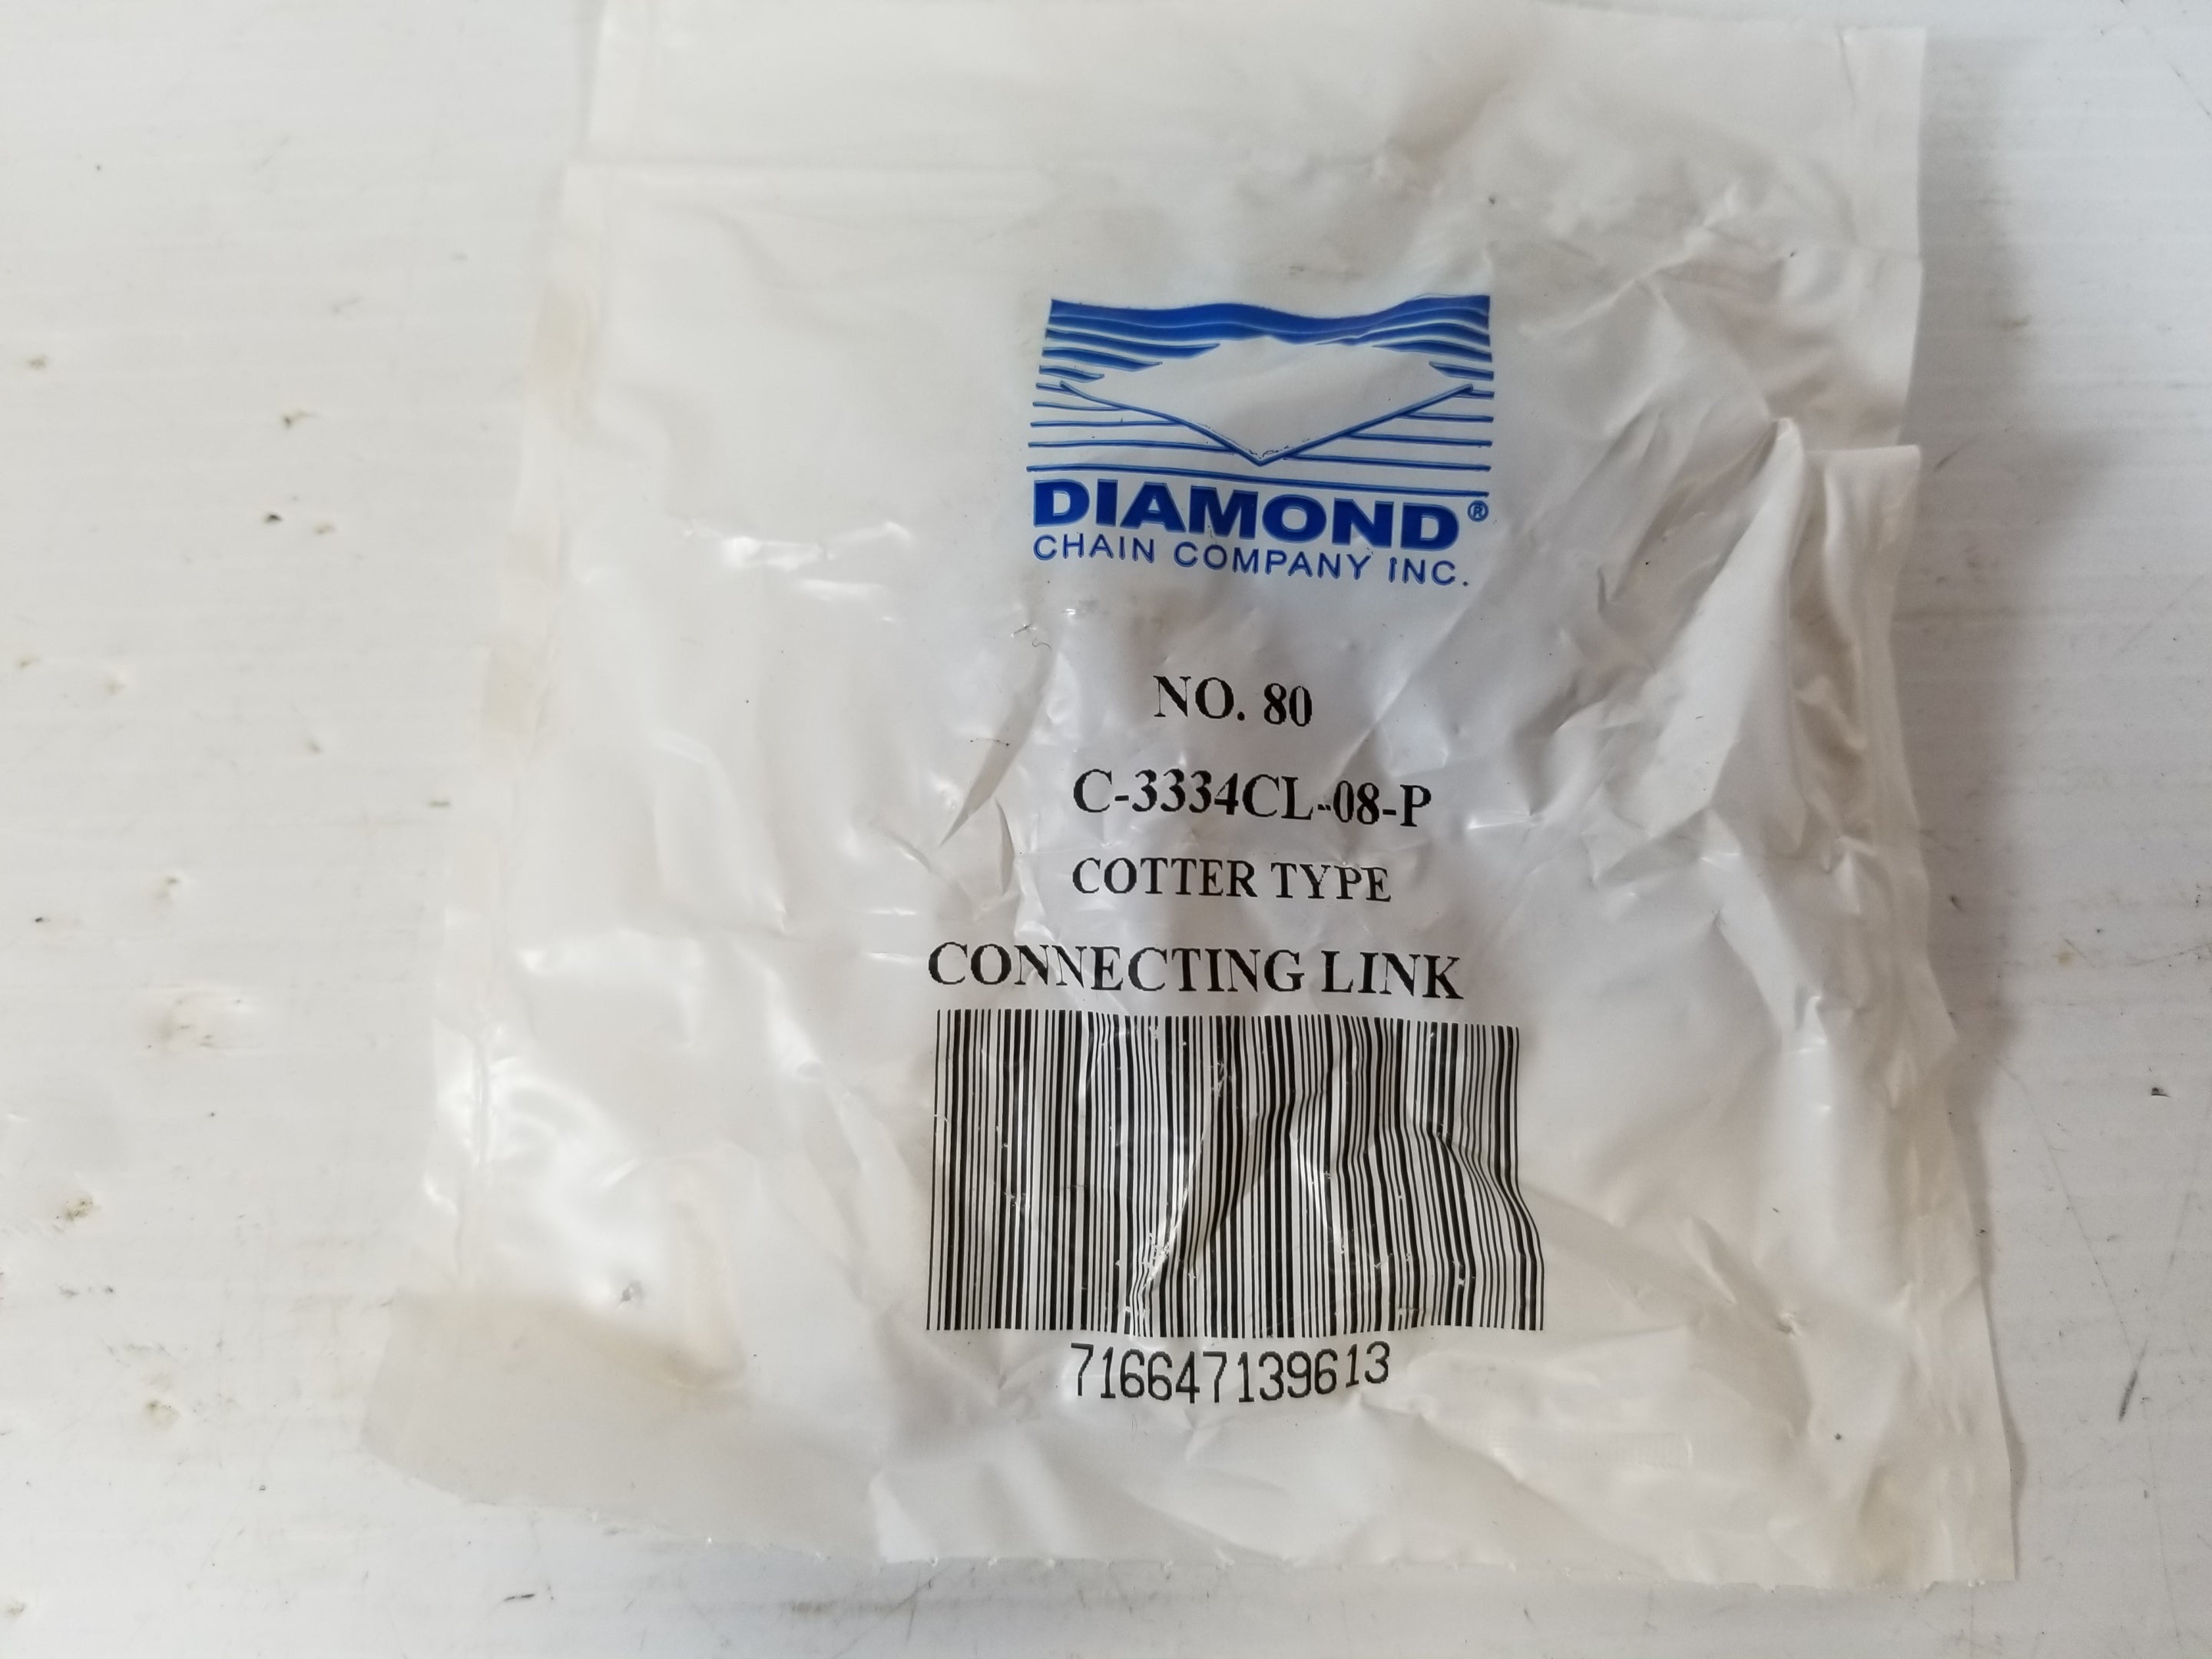 DIAMOND®
CHAIN COMPANY INC.
NO. 80
C-3334CL-08-P
COTTER TYPE
CONNECTING LINK
716647139613